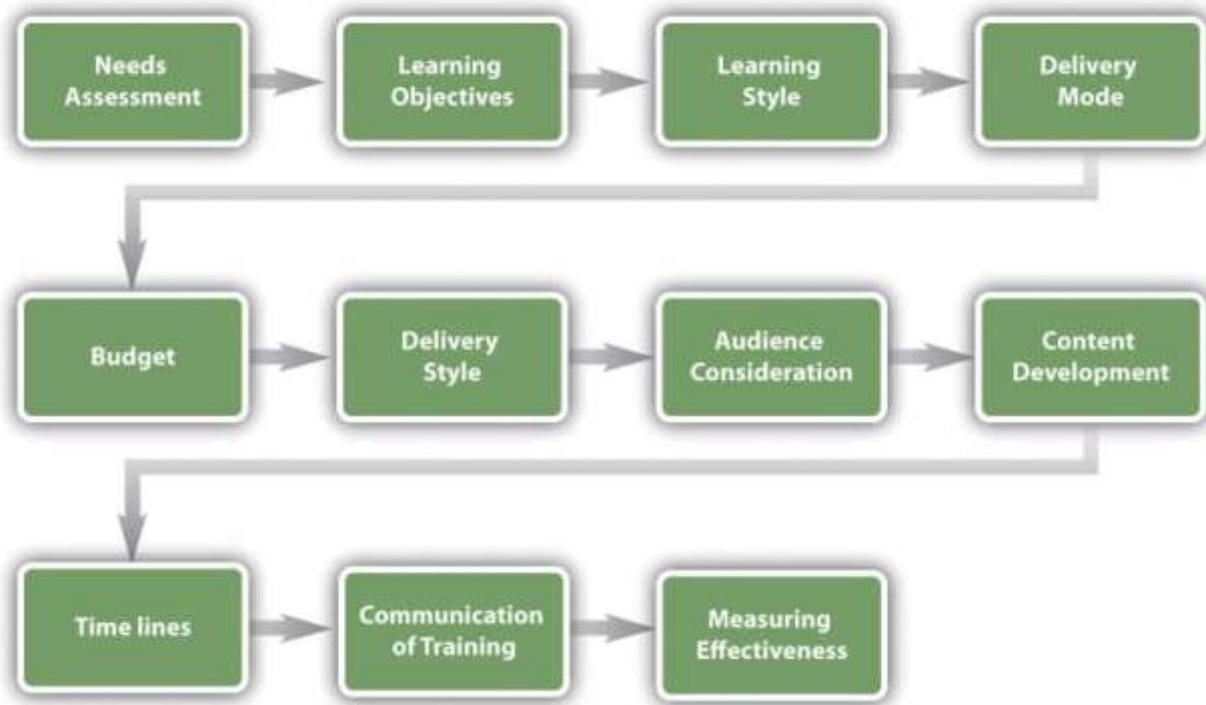 Needs
Assessment
Learning
Objectives
Learning
Style
Delivery
Mode
Budget
Delivery
Style
Audience
Consideration
Content
Development
Time lines
Communication
of Training
Measuring
Effectiveness